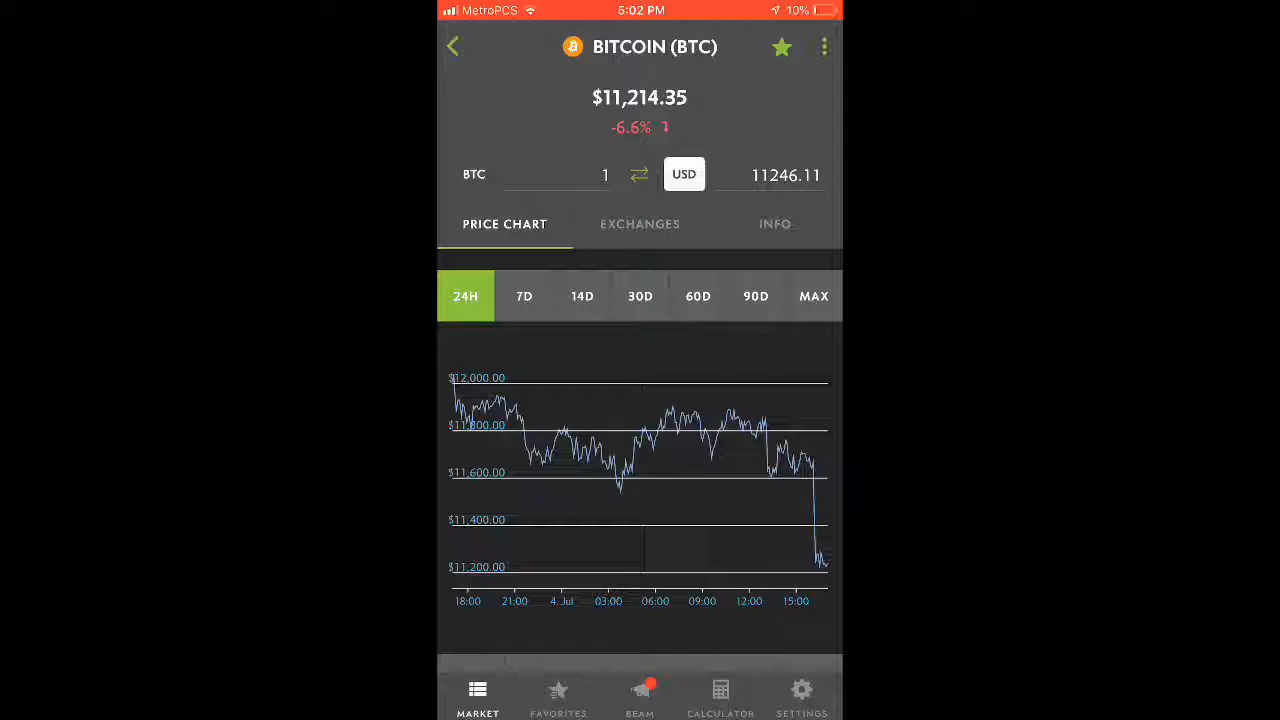 MetroPCS 5:02 PM 10%
BITCOIN (BTC)
$11,214.35
-6.6%
BTC 1 USD 11246.11
PRICE CHART EXCHANGES INFO
24H 7D 14D 30D 60D 90D MAX
$12,000.00
$11,800.00
$11,600.00
$11,400.00
$11,200.00
18:00 21:00 4. Jul 03:00 06:00 09:00 12:00 15:00
MARKET FAVORITES BEAM CALCULATOR SETTINGS